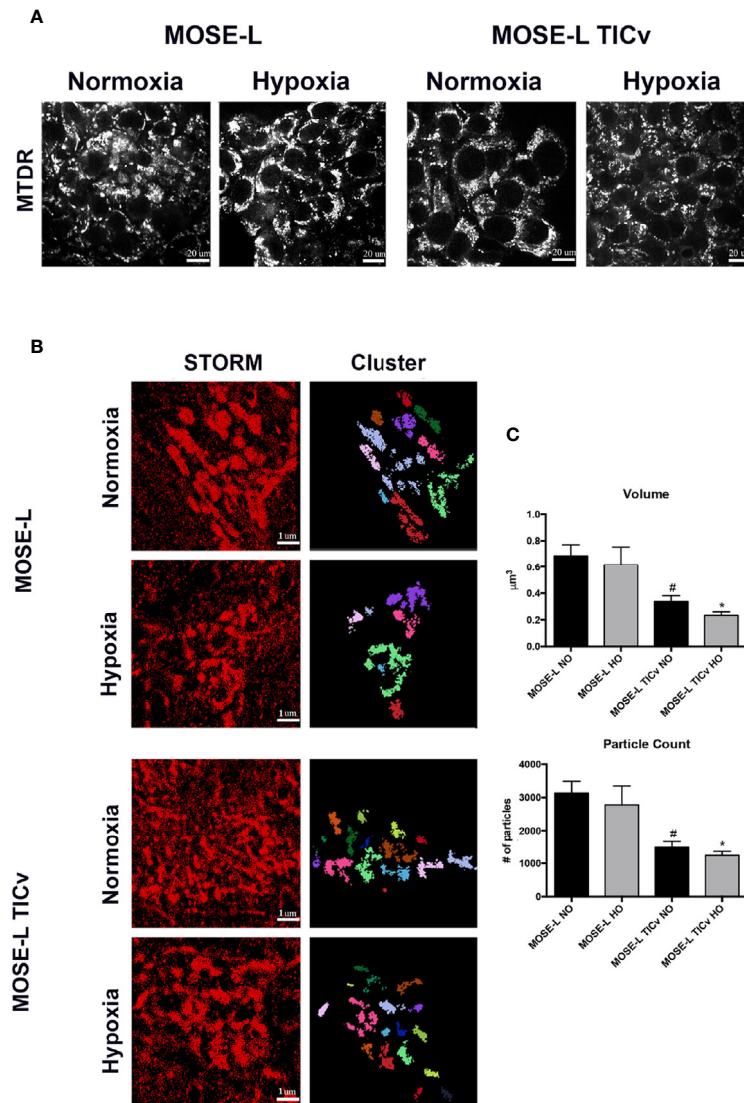 A
MOSE-L
MOSE-L TICv
Normoxia
Hypoxia
Normoxia
Hypoxia
MTDR
20 um
20 um
20 um
20 um
B
STORM
Cluster
MOSE-L
Normoxia
1 um
Hypoxia
1 um
MOSE-L TICv
Normoxia
1um
Hypoxia
1um
C
Volume
μm³
0.0
0.2
0.4
0.6
0.8
1.0
#
*
MOSE-L NO
MOSE-L HO
MOSE-L TICv NO
MOSE-L TICv HO
Particle Count
# of particles
0
1000
2000
3000
4000
#
*
MOSE-L NO
MOSE-L HO
MOSE-L TICv NO
MOSE-L TICv HO